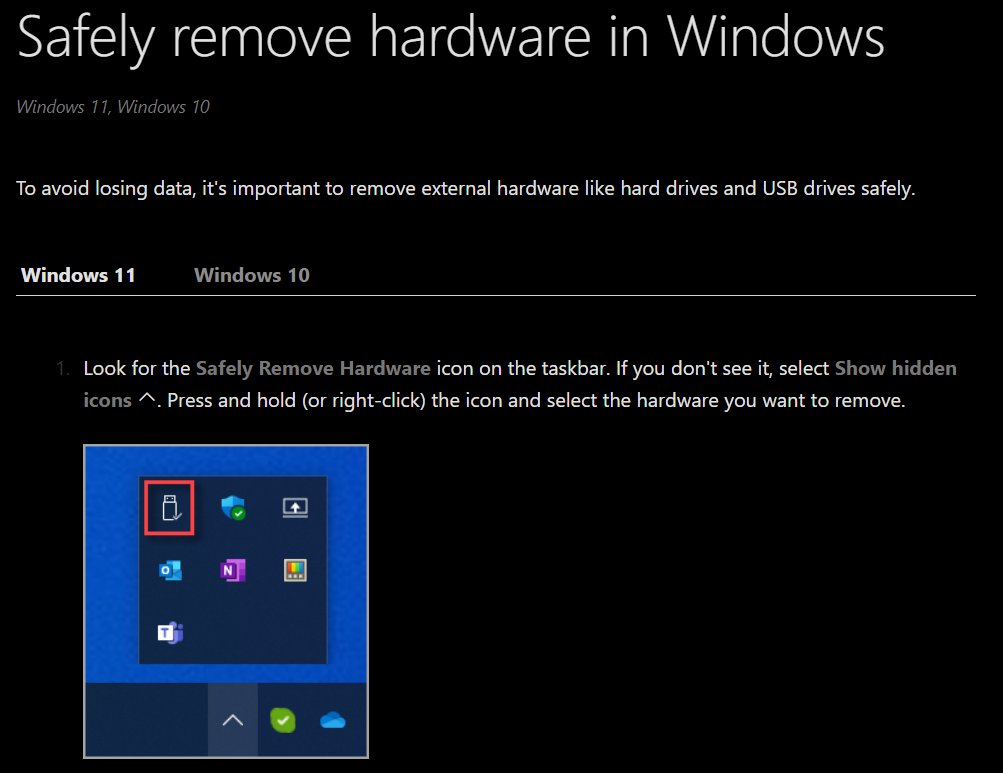 Safely remove hardware in Windows
Windows 11, Windows 10
To avoid losing data, it's important to remove external hardware like hard drives and USB drives safely.
Windows 11 Windows 10
1. Look for the Safely Remove Hardware icon on the taskbar. If you don't see it, select Show hidden
icons ^. Press and hold (or right-click) the icon and select the hardware you want to remove.
O
N
T